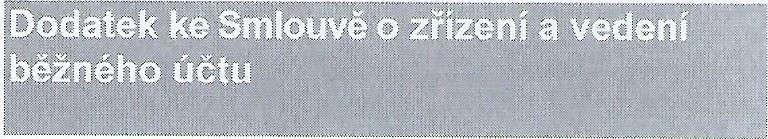 Dodatek ke Smlouvě o zřízení a vedení
běžného účtu